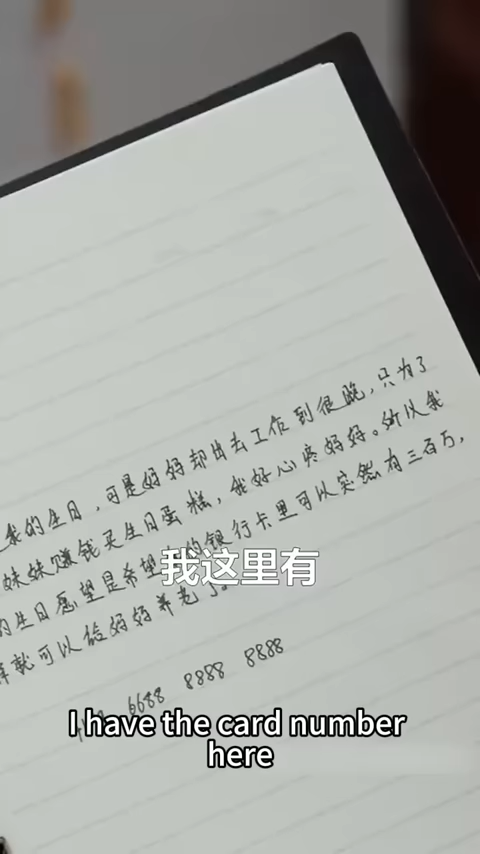 我的生日，可是妈妈却出去工作到很晚，只为了
妹妹赚钱买生日蛋糕，我好心疼妈妈。所以我
的生日愿望是希望 的银行卡里可以突然有三百万，
就可以给妈妈养老了。
6688 8888 8888
我这里有
I have the card number
here